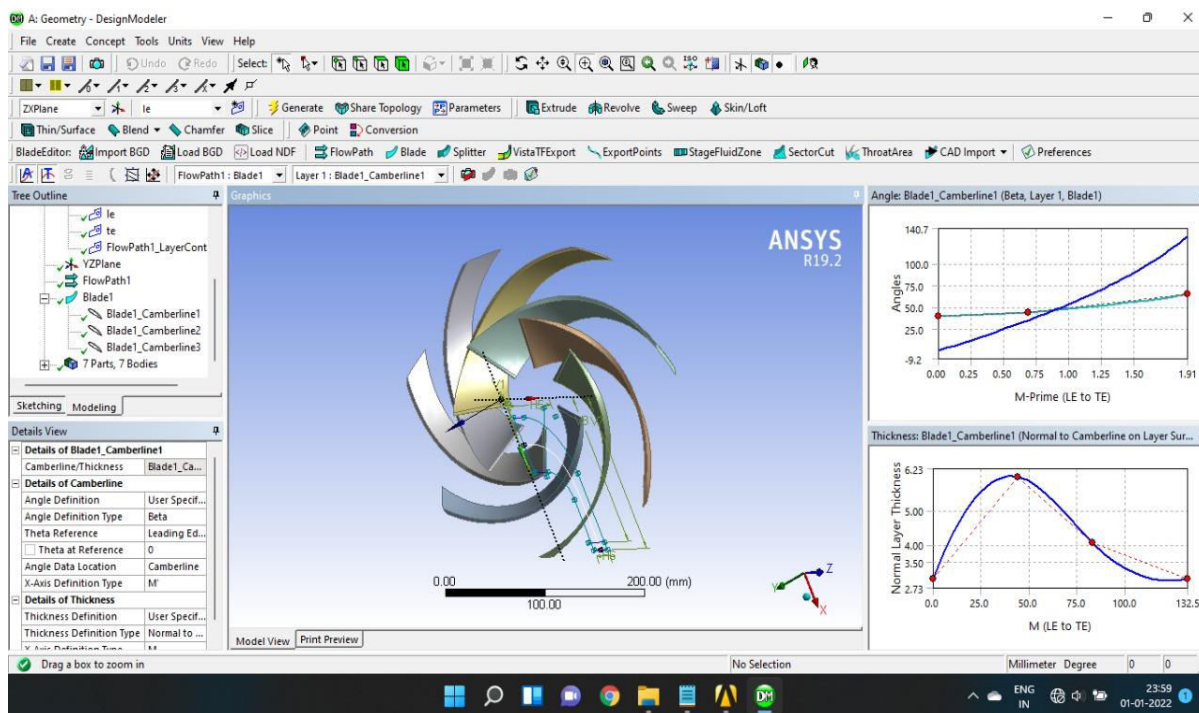 A: Geometry - DesignModeler
File Create Concept Tools Units View Help
Undo Redo Select:
ZXPlane le Generate Share Topology Parameters Extrude Revolve Sweep Skin/Loft
Thin/Surface Blend Chamfer Slice Point Conversion
BladeEditor: Import BGD Load BGD Load NDF FlowPath Blade Splitter VistaTFExport ExportPoints StageFluidZone SectorCut ThroatArea CAD Import Preferences
FlowPath1 : Blade1 Layer 1 : Blade1_Camberline1
Tree Outline
le
te
FlowPath1_LayerCont
YZPlane
FlowPath1
Blade1
Blade1_Camberline1
Blade1_Camberline2
Blade1_Camberline3
7 Parts, 7 Bodies
Sketching Modeling
Details View
Details of Blade1_Camberline1
Camberline/Thickness Blade1_Ca...
Details of Camberline
Angle Definition User Specif...
Angle Definition Type Beta
Theta Reference Leading Ed...
Theta at Reference 0
Angle Data Location Camberline
X-Axis Definition Type M'
Details of Thickness
Thickness Definition User Specif...
Thickness Definition Type Normal to ...
X-Axis Definition Type M
Graphics
ANSYS
R19.2
0.00 200.00 (mm)
100.00
Z
Y
X
Model View Print Preview
Angle: Blade1_Camberline1 (Beta, Layer 1, Blade1)
Angles
140.7
100.0
75.0
50.0
25.0
-9.2
0.00 0.25 0.50 0.75 1.00 1.25 1.50 1.91
M-Prime (LE to TE)
Thickness: Blade1_Camberline1 (Normal to Camberline on Layer Sur...
Normal Layer Thickness
6.23
5.00
4.00
3.50
2.73
0.0 25.0 50.0 75.0 100.0 132.5
M (LE to TE)
Drag a box to zoom in No Selection Millimeter Degree 0 0
DM
ENG
IN
23:59
01-01-2022
1